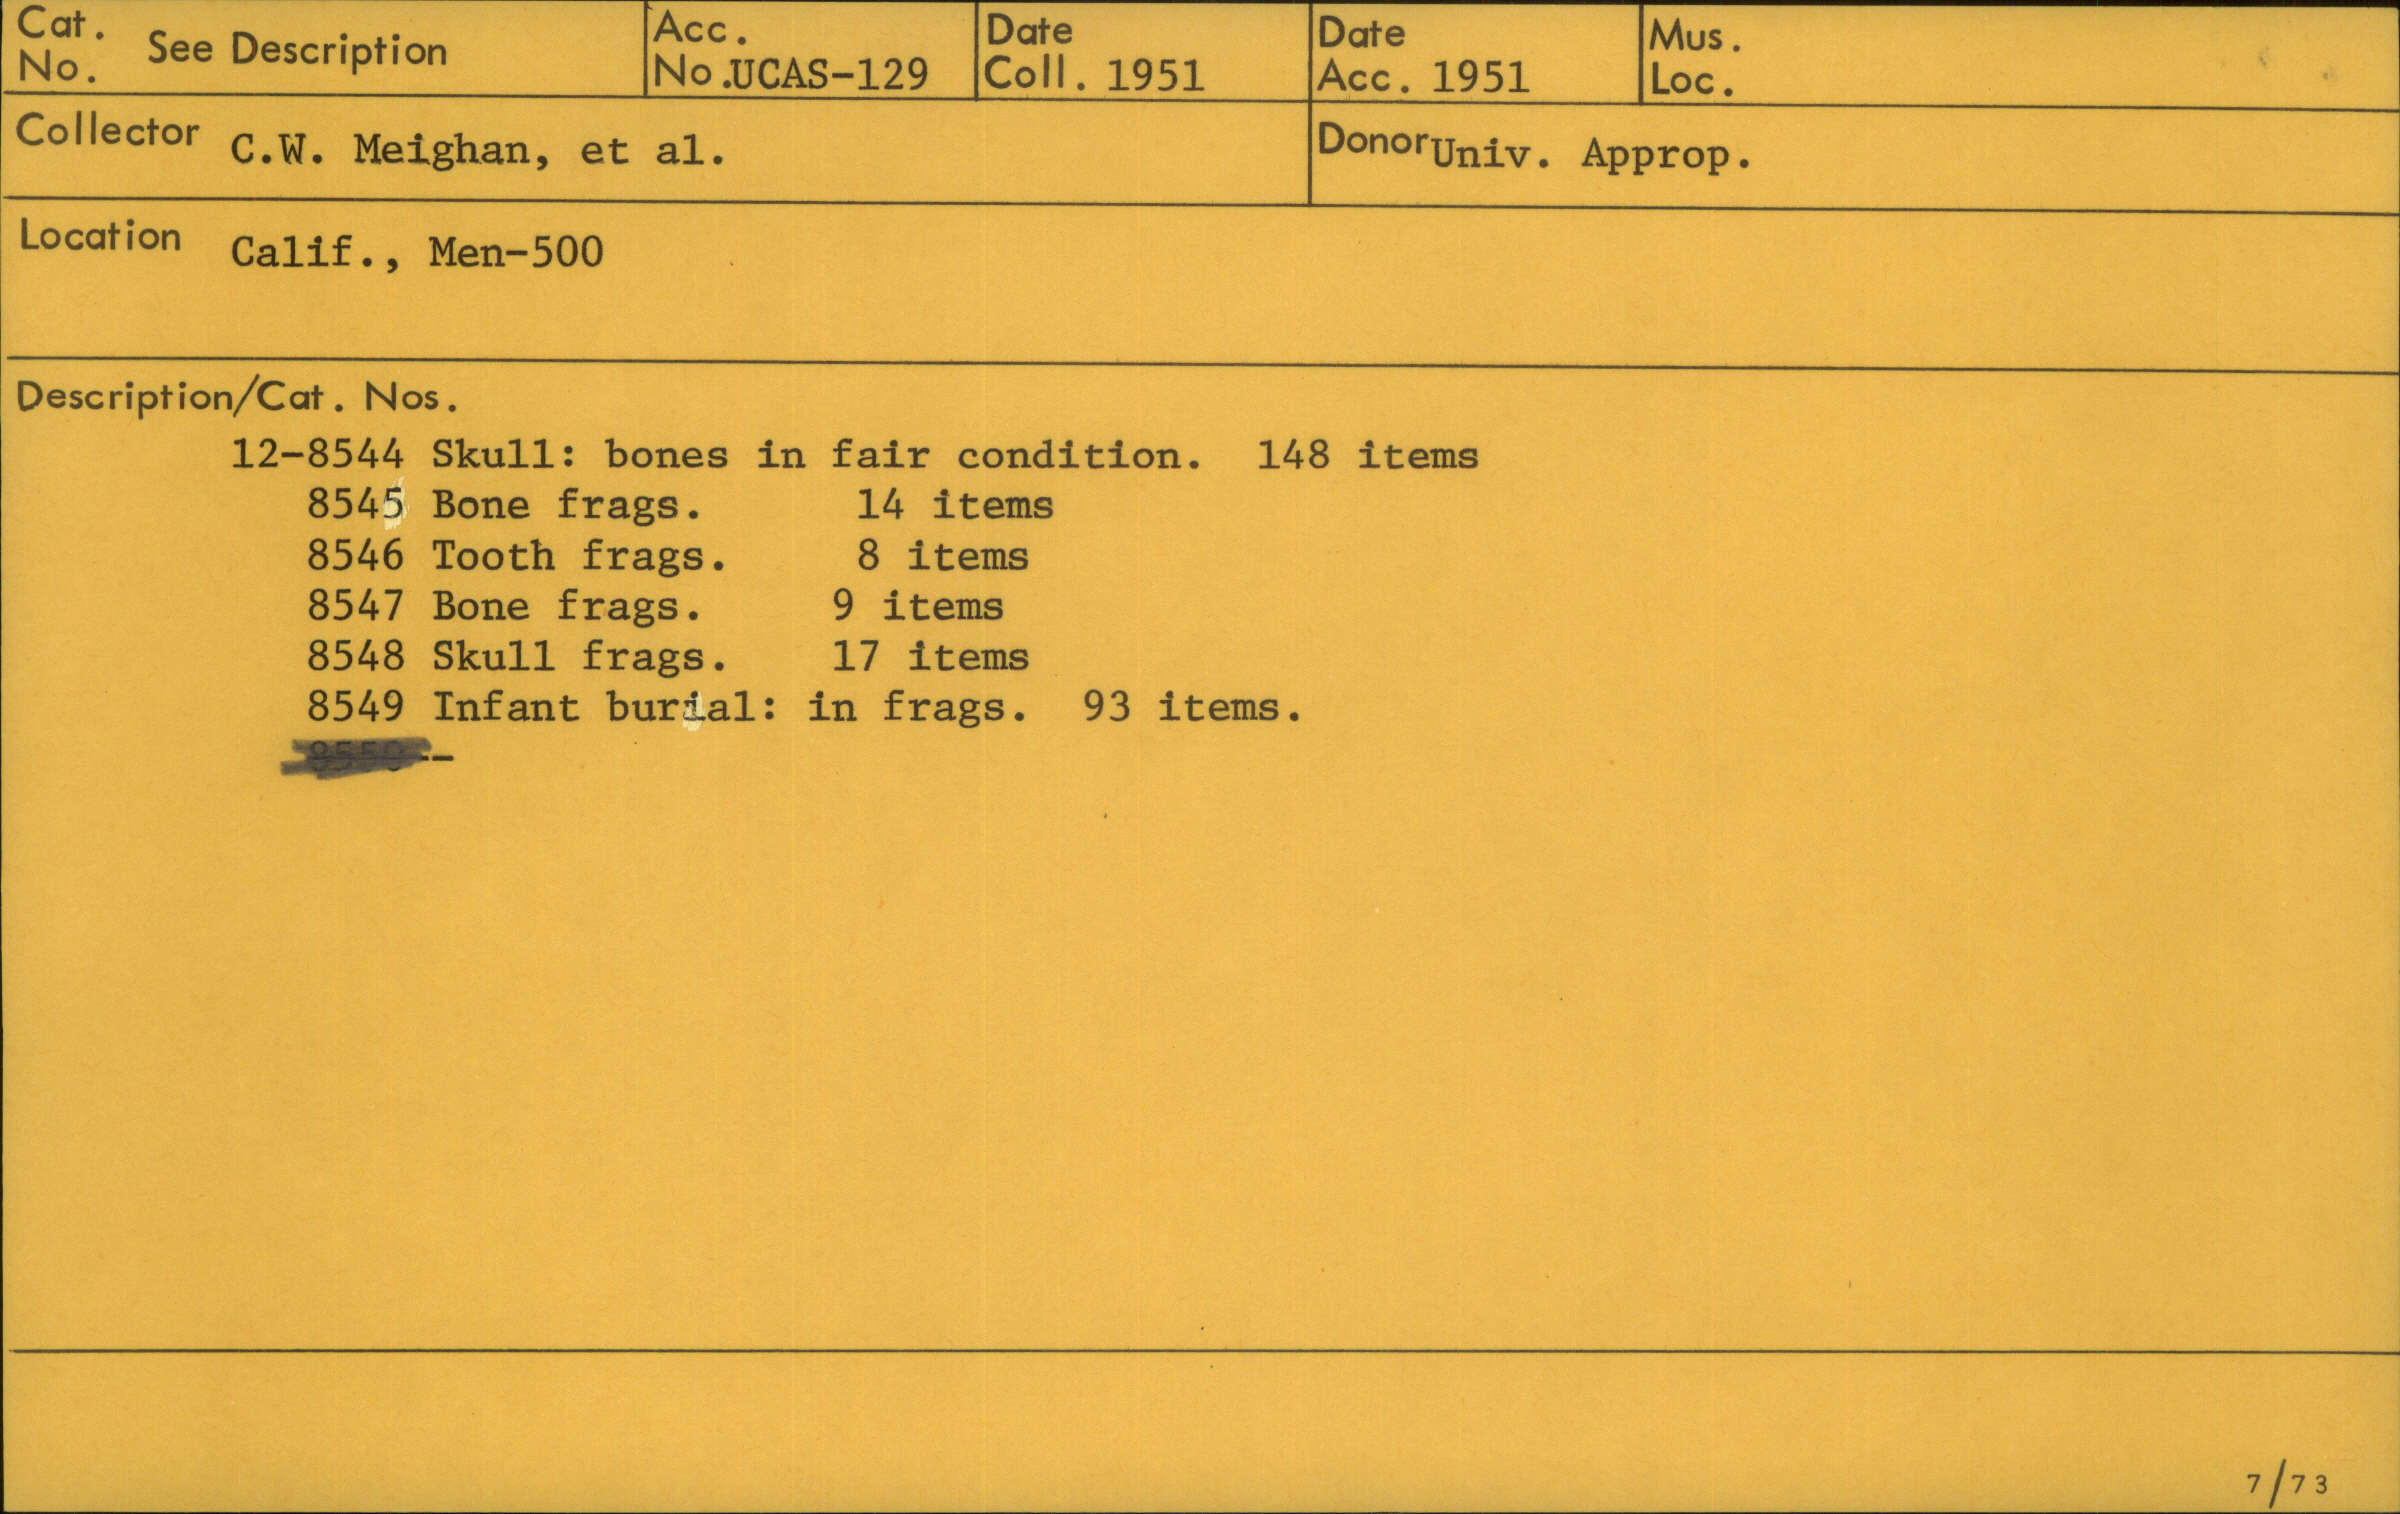 Cat. No. See Description
Acc. No. UCAS-129
Date Coll. 1951
Date Acc. 1951
Mus. Loc.
Collector C.W. Meighan, et al.
Donor Univ. Approp.
Location Calif., Men-500
Description/Cat. Nos.
12-8544 Skull: bones in fair condition. 148 items
8545 Bone frags. 14 items
8546 Tooth frags. 8 items
8547 Bone frags. 9 items
8548 Skull frags. 17 items
8549 Infant burial: in frags. 93 items.
8550--
7/73